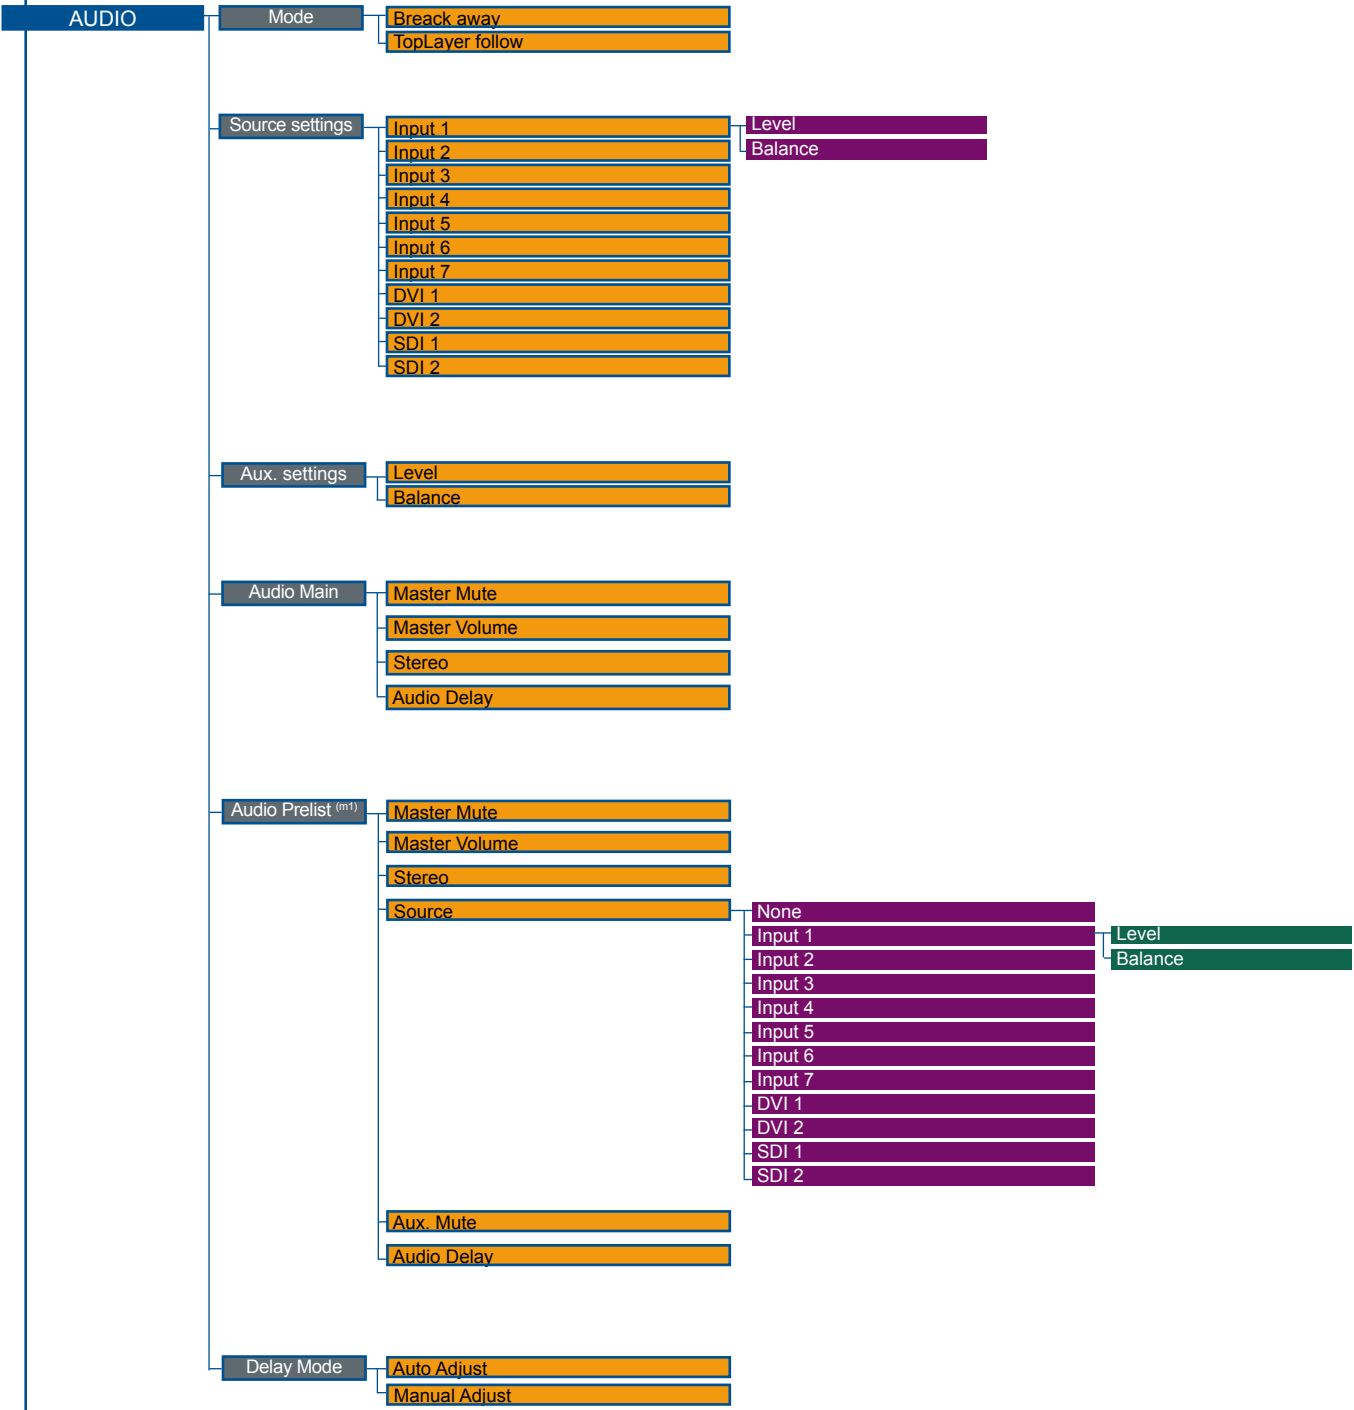 AUDIO
Mode
Breack away
TopLayer follow
Source settings
Input 1
Level
Balance
Input 2
Input 3
Input 4
Input 5
Input 6
Input 7
DVI 1
DVI 2
SDI 1
SDI 2
Aux. settings
Level
Balance
Audio Main
Master Mute
Master Volume
Stereo
Audio Delay
Audio Prelist (m1)
Master Mute
Master Volume
Stereo
Source
None
Input 1
Level
Balance
Input 2
Input 3
Input 4
Input 5
Input 6
Input 7
DVI 1
DVI 2
SDI 1
SDI 2
Aux. Mute
Audio Delay
Delay Mode
Auto Adjust
Manual Adjust